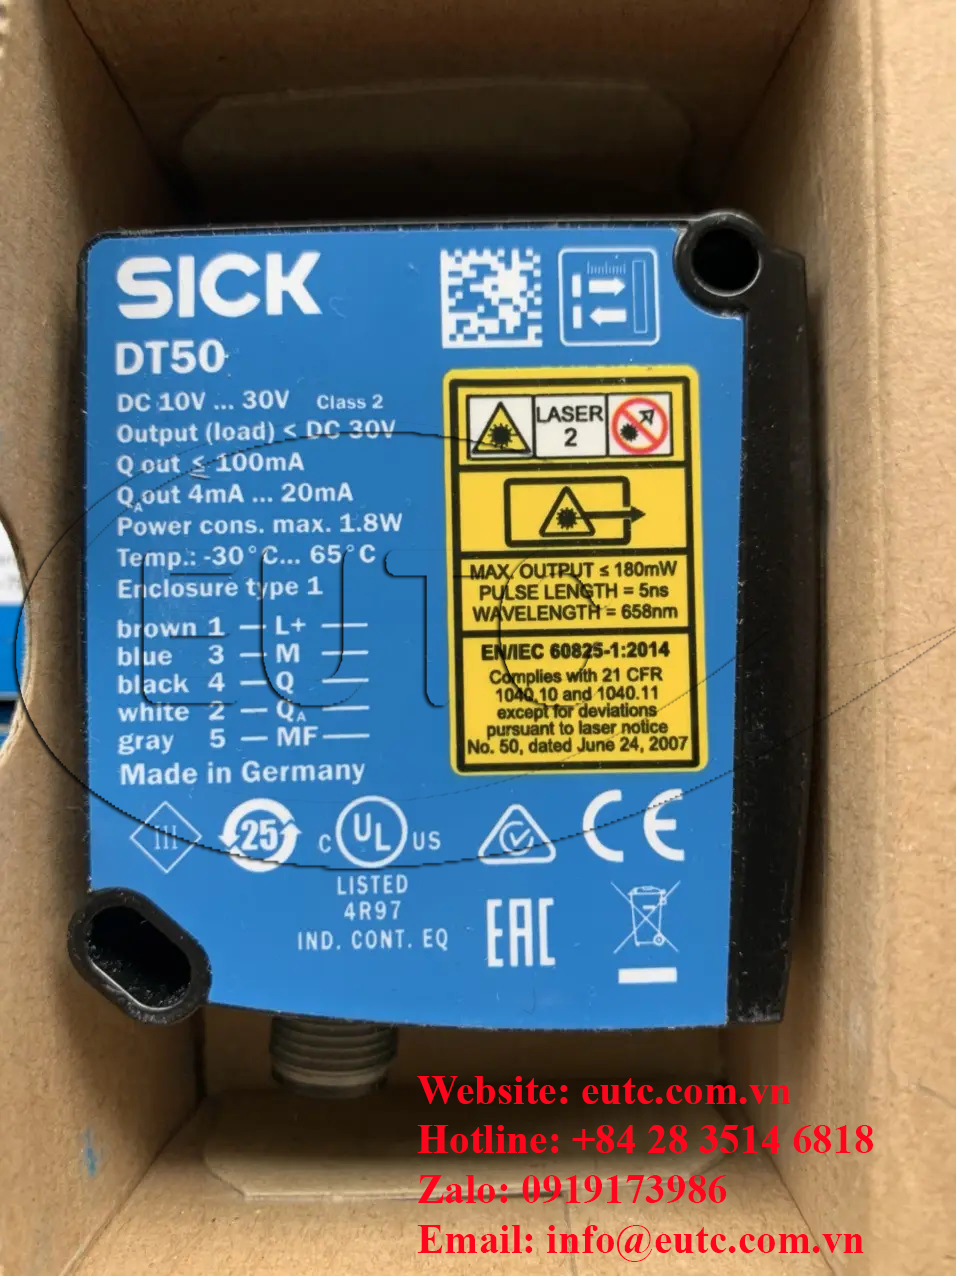 SICK
DT50
DC 10V ... 30V Class 2
Output (load) < DC 30V
Q out ≤ 100mA
QA out 4mA ... 20mA
Power cons. max. 1.8W
Temp.: -30°C... 65°C
Enclosure type 1
brown 1 — L+ —
blue 3 — M —
black 4 — Q —
white 2 — QA —
gray 5 — MF —
Made in Germany
LASER
2
MAX. OUTPUT ≤ 180mW
PULSE LENGTH = 5ns
WAVELENGTH = 658nm
EN/IEC 60825-1:2014
Complies with 21 CFR
1040.10 and 1040.11
except for deviations
pursuant to laser notice
No. 50, dated June 24, 2007
III
25
C UL US
LISTED
4R97
IND. CONT. EQ
CE
EAC
EUTC
Website: eutc.com.vn
Hotline: +84 28 3514 6818
Zalo: 0919173986
Email: info@eutc.com.vn